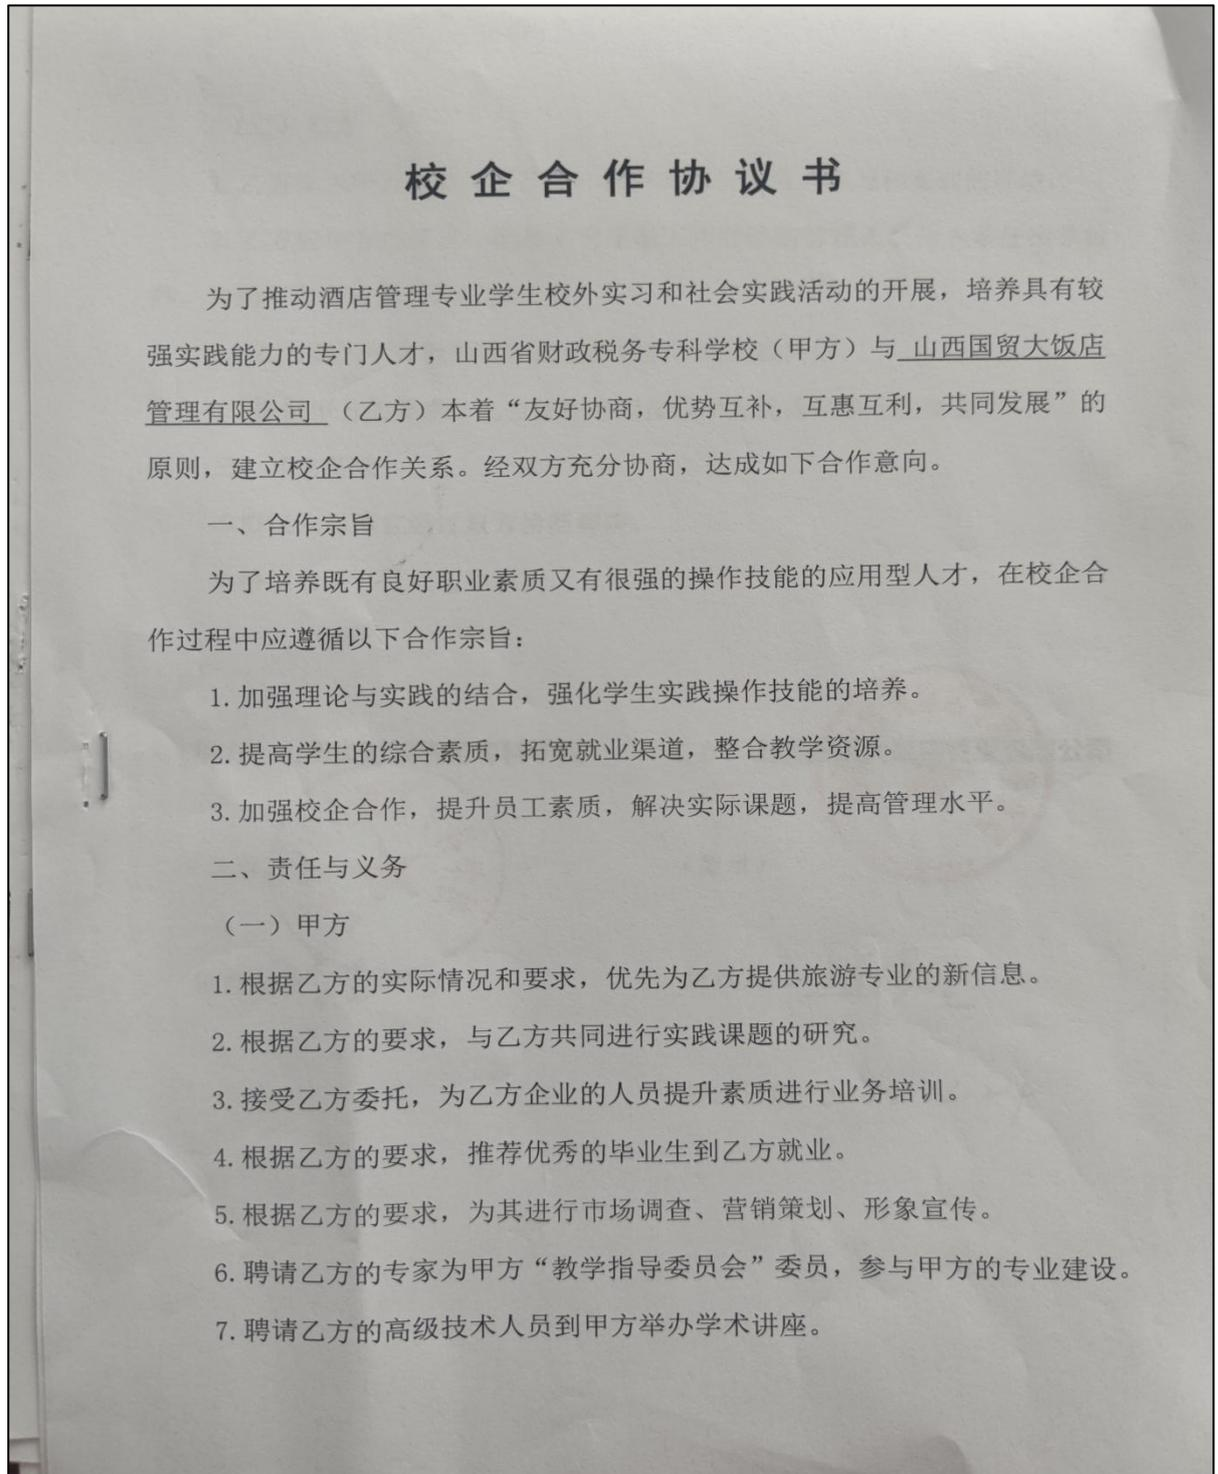 校企合作协议书
为了推动酒店管理专业学生校外实习和社会实践活动的开展，培养具有较
强实践能力的专门人才，山西省财政税务专科学校（甲方）与 山西国贸大饭店
管理有限公司 （乙方）本着“友好协商，优势互补，互惠互利，共同发展”的
原则，建立校企合作关系。经双方充分协商，达成如下合作意向。
一、合作宗旨
为了培养既有良好职业素质又有很强的操作技能的应用型人才，在校企合
作过程中应遵循以下合作宗旨：
1.加强理论与实践的结合，强化学生实践操作技能的培养。
2.提高学生的综合素质，拓宽就业渠道，整合教学资源。
3.加强校企合作，提升员工素质，解决实际课题，提高管理水平。
二、责任与义务
（一）甲方
1.根据乙方的实际情况和要求，优先为乙方提供旅游专业的新信息。
2.根据乙方的要求，与乙方共同进行实践课题的研究。
3.接受乙方委托，为乙方企业的人员提升素质进行业务培训。
4.根据乙方的要求，推荐优秀的毕业生到乙方就业。
5.根据乙方的要求，为其进行市场调查、营销策划、形象宣传。
6.聘请乙方的专家为甲方“教学指导委员会”委员，参与甲方的专业建设。
7.聘请乙方的高级技术人员到甲方举办学术讲座。